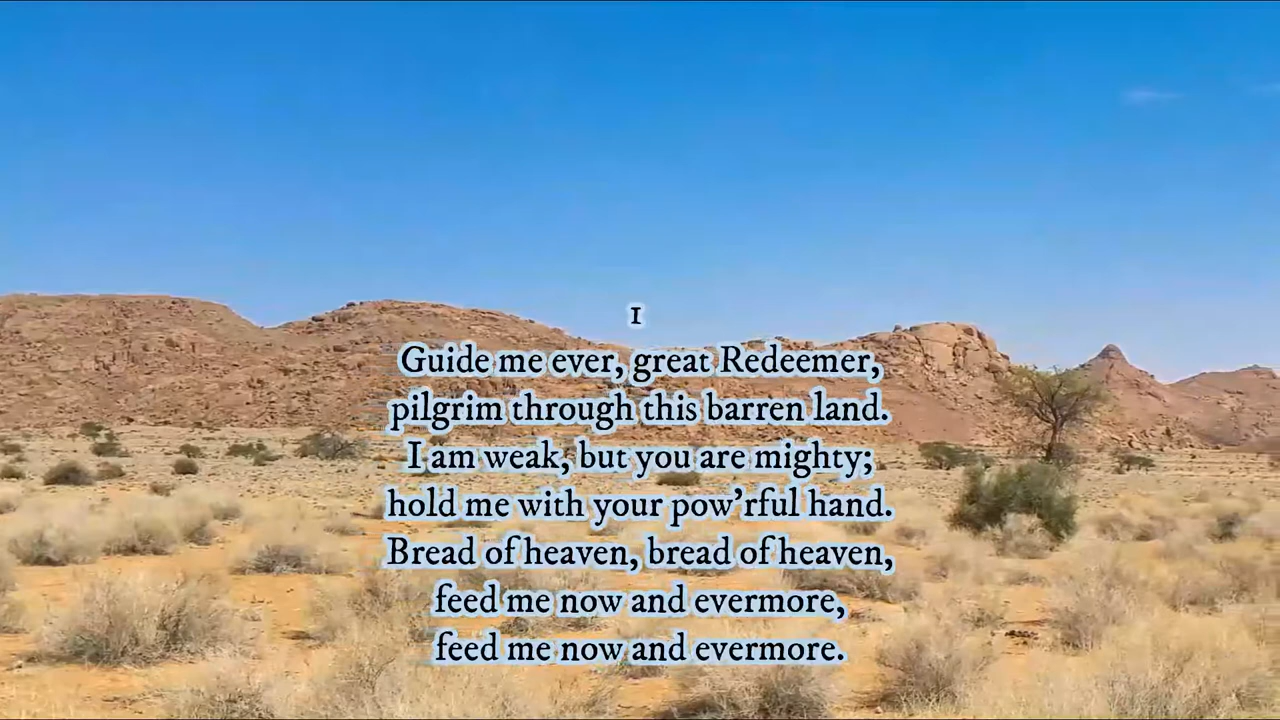 1
Guide me ever, great Redeemer,
pilgrim through this barren land.
I am weak, but you are mighty;
hold me with your pow’rful hand.
Bread of heaven, bread of heaven,
feed me now and evermore,
feed me now and evermore.